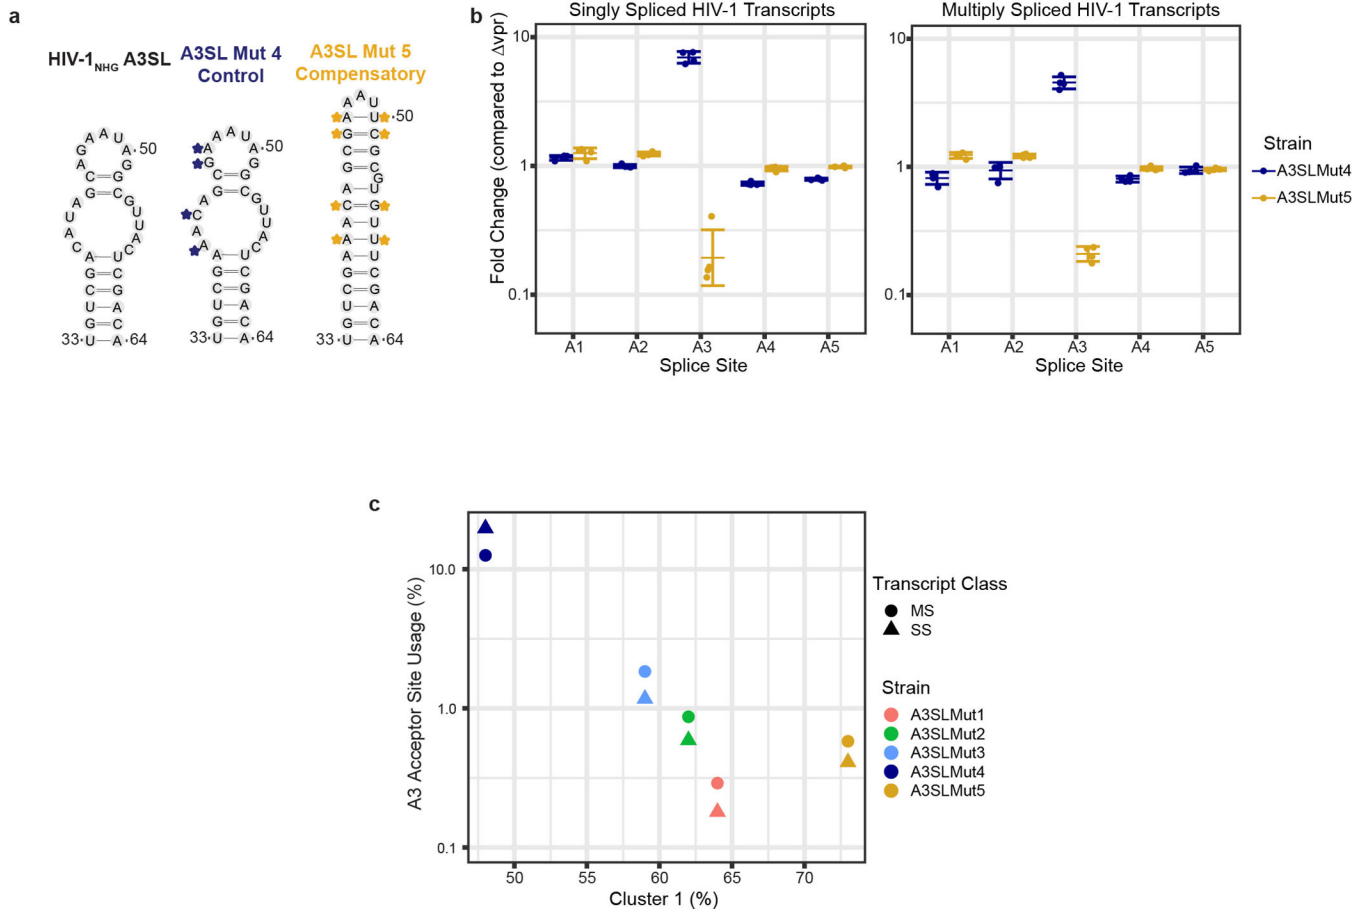 a
HIV-1NHG A3SL
A3SL Mut 4
Control
A3SL Mut 5
Compensatory
50
50
50
33
U
A
64
33
U
A
64
33
U
A
64
b
Singly Spliced HIV-1 Transcripts
Fold Change (compared to Δvpr)
10
1
0.1
A1 A2 A3 A4 A5
Splice Site
Multiply Spliced HIV-1 Transcripts
10
1
0.1
A1 A2 A3 A4 A5
Splice Site
Strain
A3SLMut4
A3SLMut5
c
A3 Acceptor Site Usage (%)
10.0
1.0
0.1
50 55 60 65 70
Cluster 1 (%)
Transcript Class
MS
SS
Strain
A3SLMut1
A3SLMut2
A3SLMut3
A3SLMut4
A3SLMut5